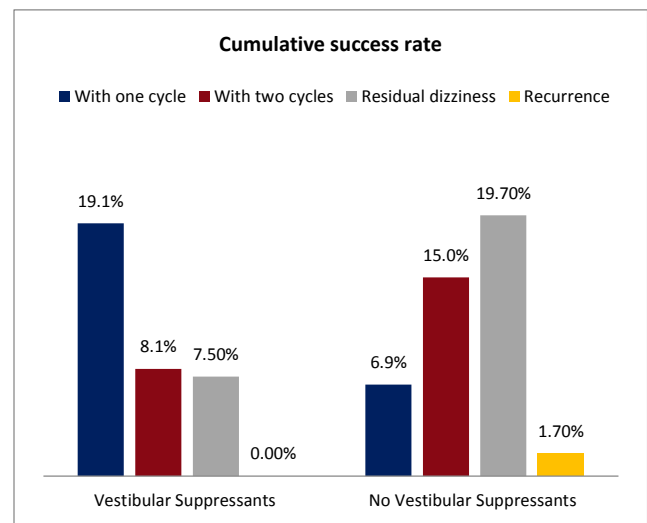 Cumulative success rate
With one cycle With two cycles Residual dizziness Recurrence
19.1%
8.1%
7.50%
0.00%
6.9%
15.0%
19.70%
1.70%
Vestibular Suppressants No Vestibular Suppressants